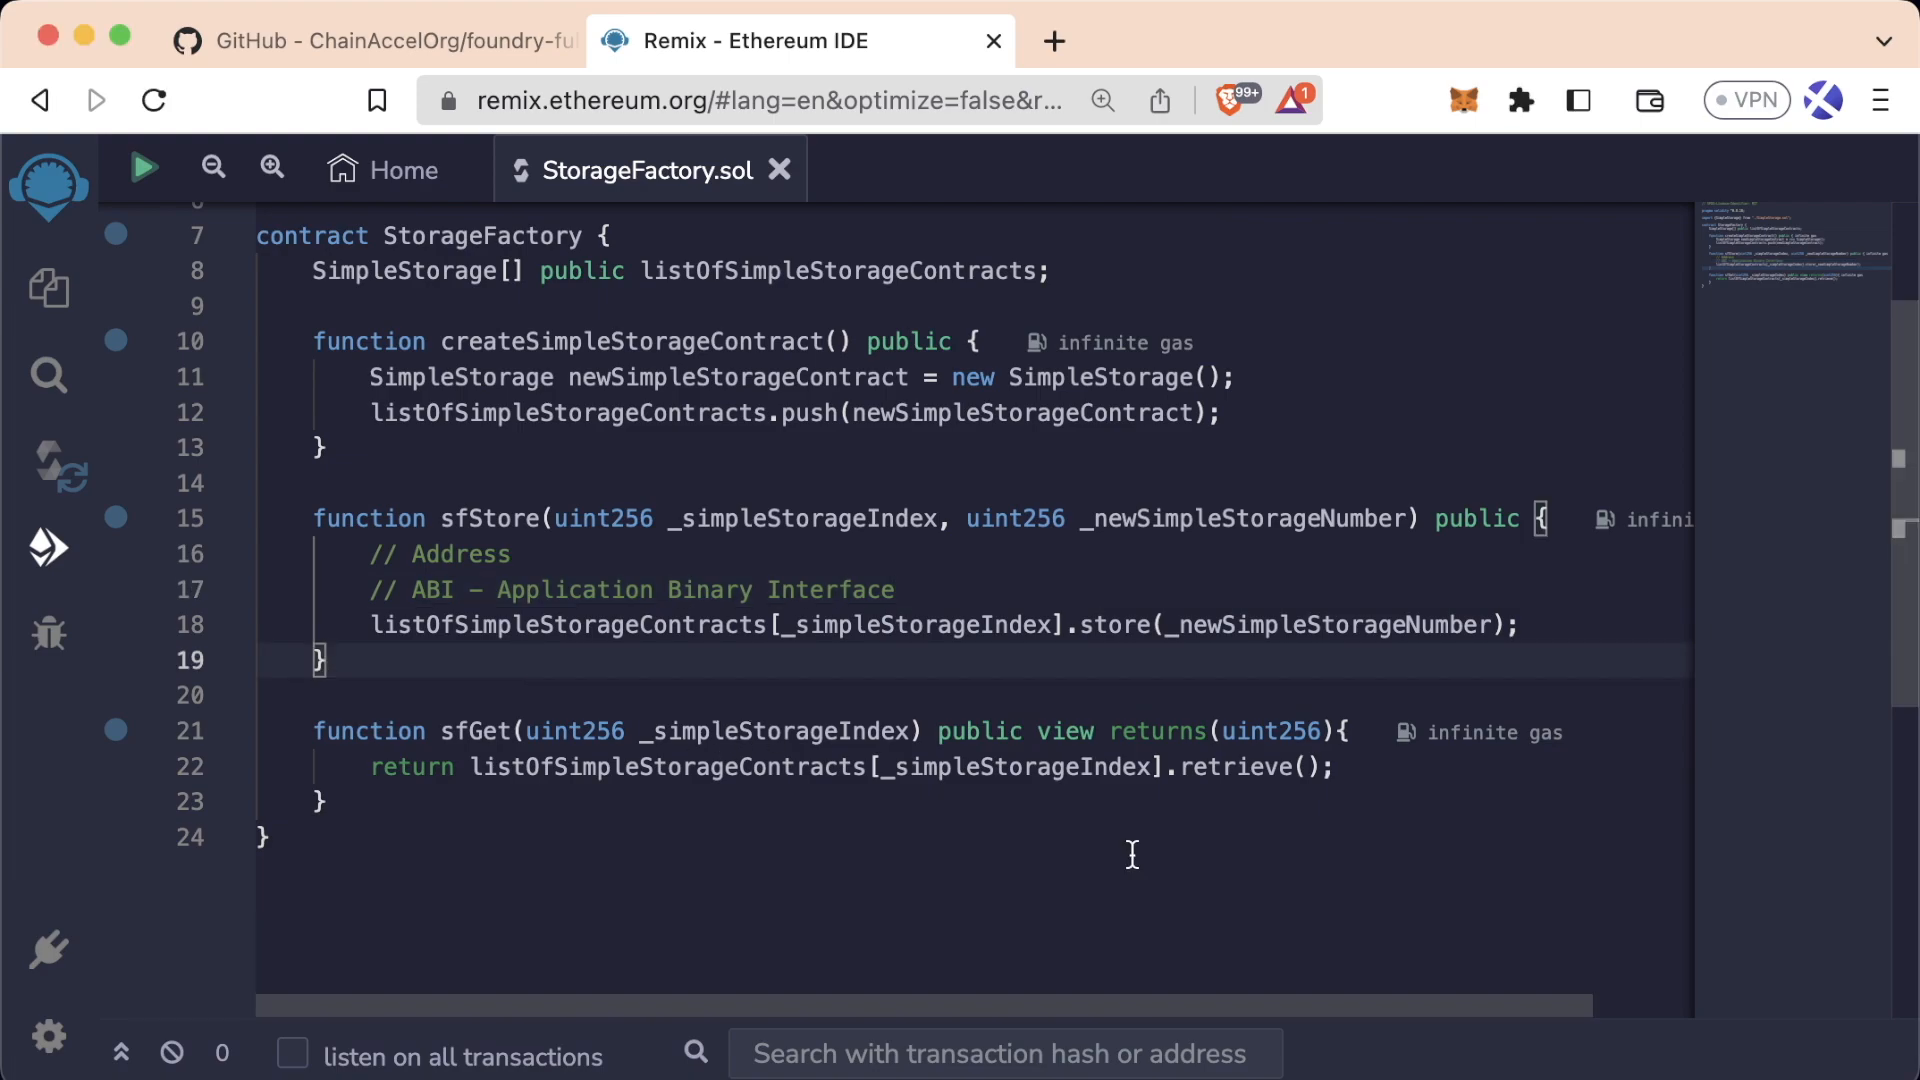 GitHub - ChainAccelOrg/foundry-ful
Remix - Ethereum IDE
remix.ethereum.org/#lang=en&optimize=false&r...
99+
1
VPN
Home
StorageFactory.sol
7 contract StorageFactory {
8 SimpleStorage[] public listOfSimpleStorageContracts;
9
10 function createSimpleStorageContract() public { infinite gas
11 SimpleStorage newSimpleStorageContract = new SimpleStorage();
12 listOfSimpleStorageContracts.push(newSimpleStorageContract);
13 }
14
15 function sfStore(uint256 _simpleStorageIndex, uint256 _newSimpleStorageNumber) public { infini
16 // Address
17 // ABI - Application Binary Interface
18 listOfSimpleStorageContracts[_simpleStorageIndex].store(_newSimpleStorageNumber);
19 }
20
21 function sfGet(uint256 _simpleStorageIndex) public view returns(uint256){ infinite gas
22 return listOfSimpleStorageContracts[_simpleStorageIndex].retrieve();
23 }
24 }
0
listen on all transactions
Search with transaction hash or address